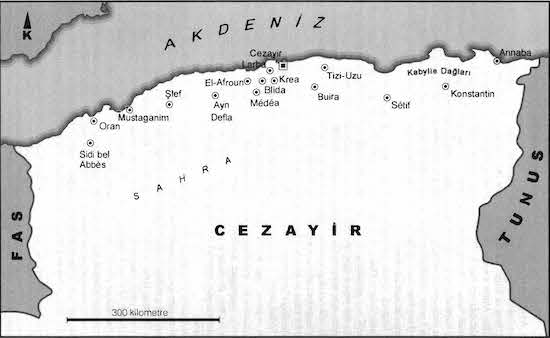 K
AKDENİZ
Cezayir
Larba
Annaba
Tizi-Uzu
Kabylie Dağları
El-Afroun
Krea
Şlef
Blida
Buira
Konstantin
Ayn
Defla
Médéa
Sétif
Mustaganim
Oran
Sidi bel
Abbès
SAHRA
CEZAYİR
FAS
TUNUS
300 kilometre